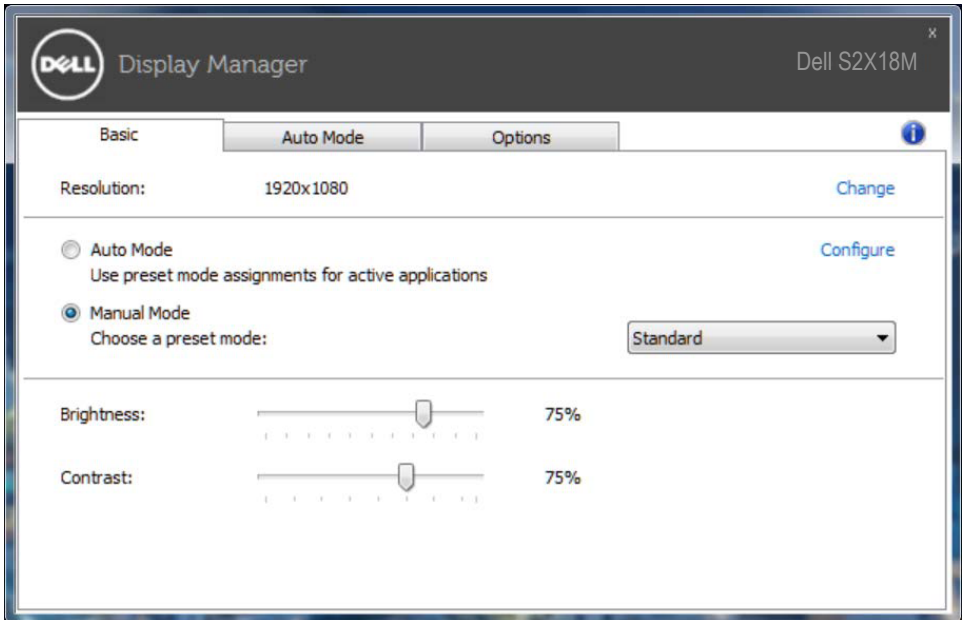 DELL
Display Manager
Dell S2X18M
x
Basic
Auto Mode
Options
i
Resolution:
1920x1080
Change
Auto Mode
Configure
Use preset mode assignments for active applications
Manual Mode
Choose a preset mode:
Standard
Brightness:
75%
Contrast:
75%